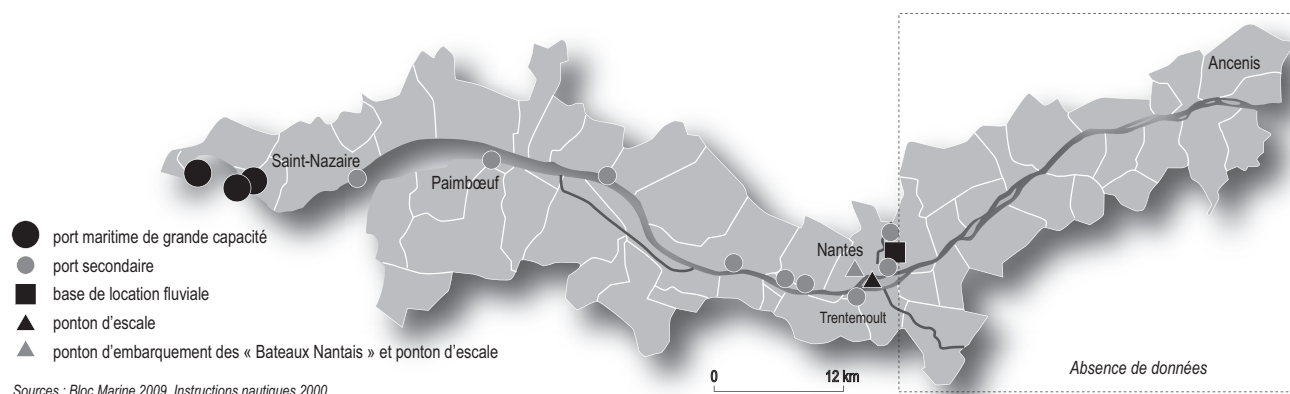 Ancenis
Saint-Nazaire
Paimbœuf
Nantes
Trentemoult
port maritime de grande capacité
port secondaire
base de location fluviale
ponton d'escale
ponton d'embarquement des « Bateaux Nantais » et ponton d'escale
0 12 km
Absence de données
Sources : Bloc Marine 2009, Instructions nautiques 2000